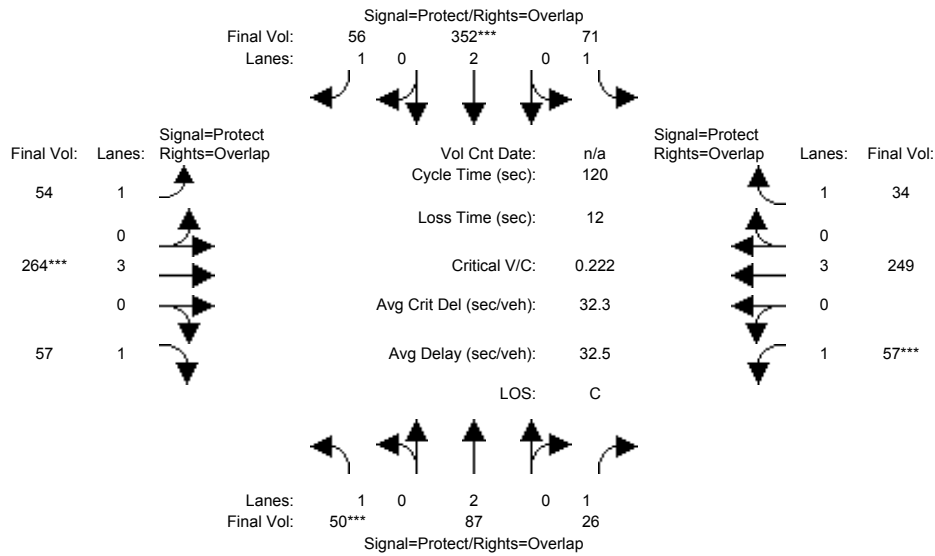 Signal=Protect/Rights=Overlap
Final Vol: 56 352*** 71
Lanes: 1 0 2 0 1
Signal=Protect
Final Vol: Lanes: Rights=Overlap
Vol Cnt Date: n/a
Signal=Protect
Rights=Overlap Lanes: Final Vol:
Cycle Time (sec): 120
54 1
1 34
Loss Time (sec): 12
0
0
264*** 3
Critical V/C: 0.222
3 249
0
Avg Crit Del (sec/veh): 32.3
0
57 1
Avg Delay (sec/veh): 32.5
1 57***
LOS: C
Lanes: 1 0 2 0 1
Final Vol: 50*** 87 26
Signal=Protect/Rights=Overlap